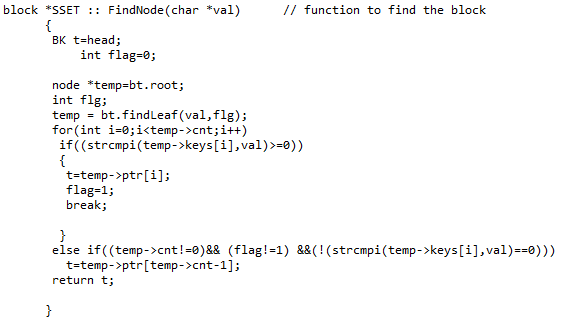 block *SSET :: FindNode(char *val)      // function to find the block
      {
       BK t=head;
           int flag=0;

       node *temp=bt.root;
       int flg;
       temp = bt.findLeaf(val,flg);
       for(int i=0;i<temp->cnt;i++)
        if((strcmpi(temp->keys[i],val)>=0))
        {
         t=temp->ptr[i];
         flag=1;
         break;

        }
       else if((temp->cnt!=0)&& (flag!=1) &&(!(strcmpi(temp->keys[i],val)==0)))
         t=temp->ptr[temp->cnt-1];
       return t;

      }